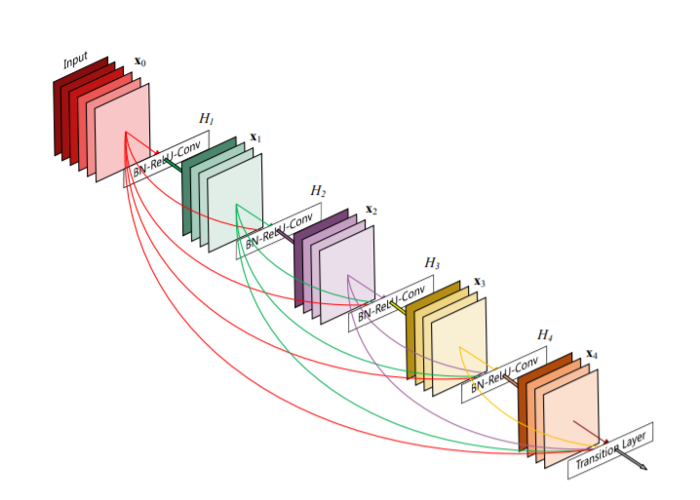 Input
x0
H1
BN-ReLU-Conv
x1
H2
BN-ReLU-Conv
x2
H3
BN-ReLU-Conv
x3
H4
BN-ReLU-Conv
x4
Transition Layer